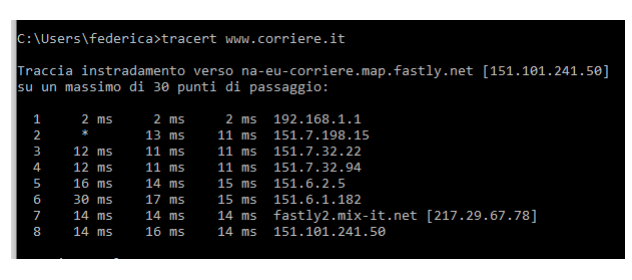 C:\Users\federica>tracert www.corriere.it
Traccia instradamento verso na-eu-corriere.map.fastly.net [151.101.241.50]
su un massimo di 30 punti di passaggio:
1 2 ms 2 ms 2 ms 192.168.1.1
2 * 13 ms 11 ms 151.7.198.15
3 12 ms 11 ms 11 ms 151.7.32.22
4 12 ms 11 ms 11 ms 151.7.32.94
5 16 ms 14 ms 15 ms 151.6.2.5
6 30 ms 17 ms 15 ms 151.6.1.182
7 14 ms 14 ms 14 ms fastly2.mix-it.net [217.29.67.78]
8 14 ms 16 ms 14 ms 151.101.241.50